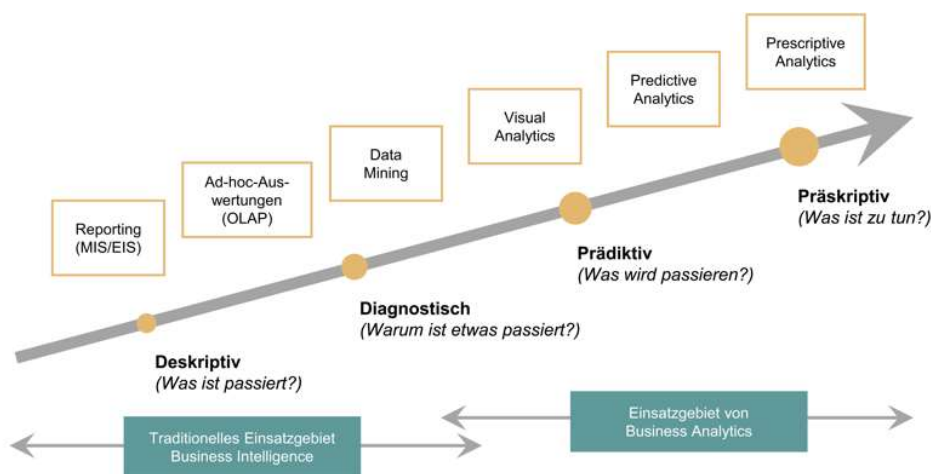 Prescriptive
Analytics
Predictive
Analytics
Visual
Analytics
Data
Mining
Ad-hoc-Aus-
wertungen
(OLAP)
Reporting
(MIS/EIS)
Präskriptiv
(Was ist zu tun?)
Prädiktiv
(Was wird passieren?)
Diagnostisch
(Warum ist etwas passiert?)
Deskriptiv
(Was ist passiert?)
Traditionelles Einsatzgebiet
Business Intelligence
Einsatzgebiet von
Business Analytics